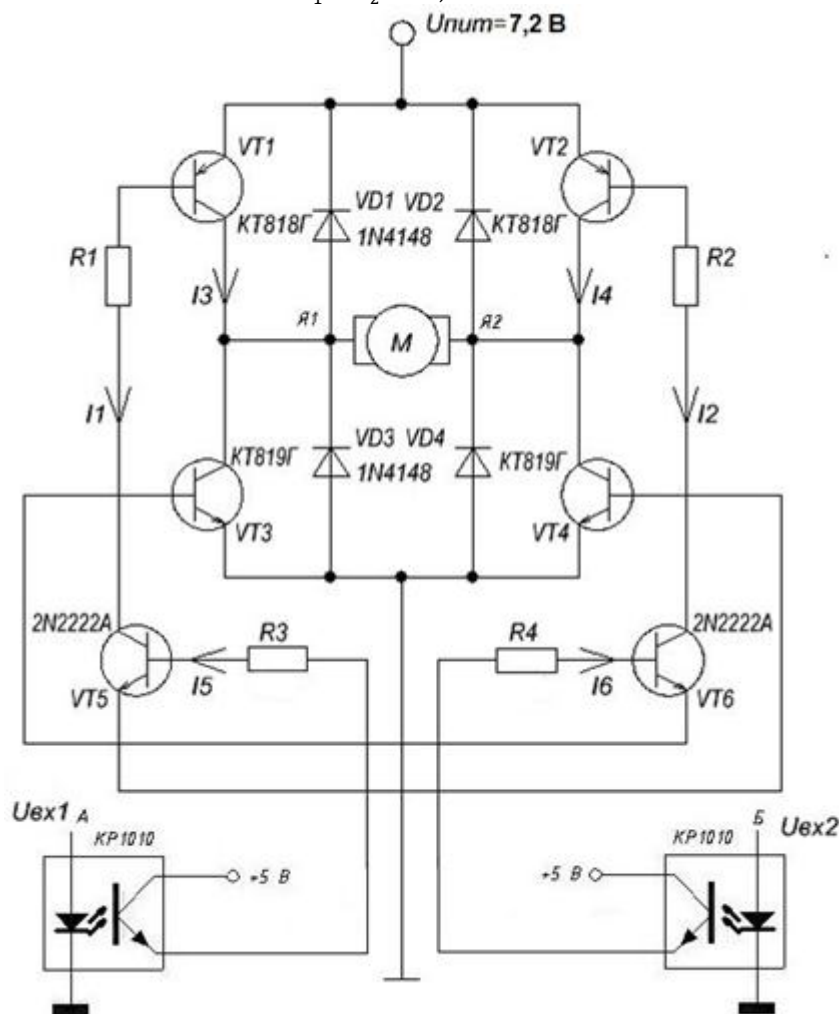 Uпит=7,2 В
VT1
VT2
КТ818Г
VD1 VD2
1N4148
КТ818Г
R1
R2
I3
I4
Я1
Я2
М
I1
I2
КТ819Г
VD3 VD4
1N4148
КТ819Г
VT3
VT4
2N2222A
R3
R4
2N2222A
VT5
I5
I6
VT6
Uвх1 А
КР1010
+5 В
Б Uвх2
КР1010
+5 В